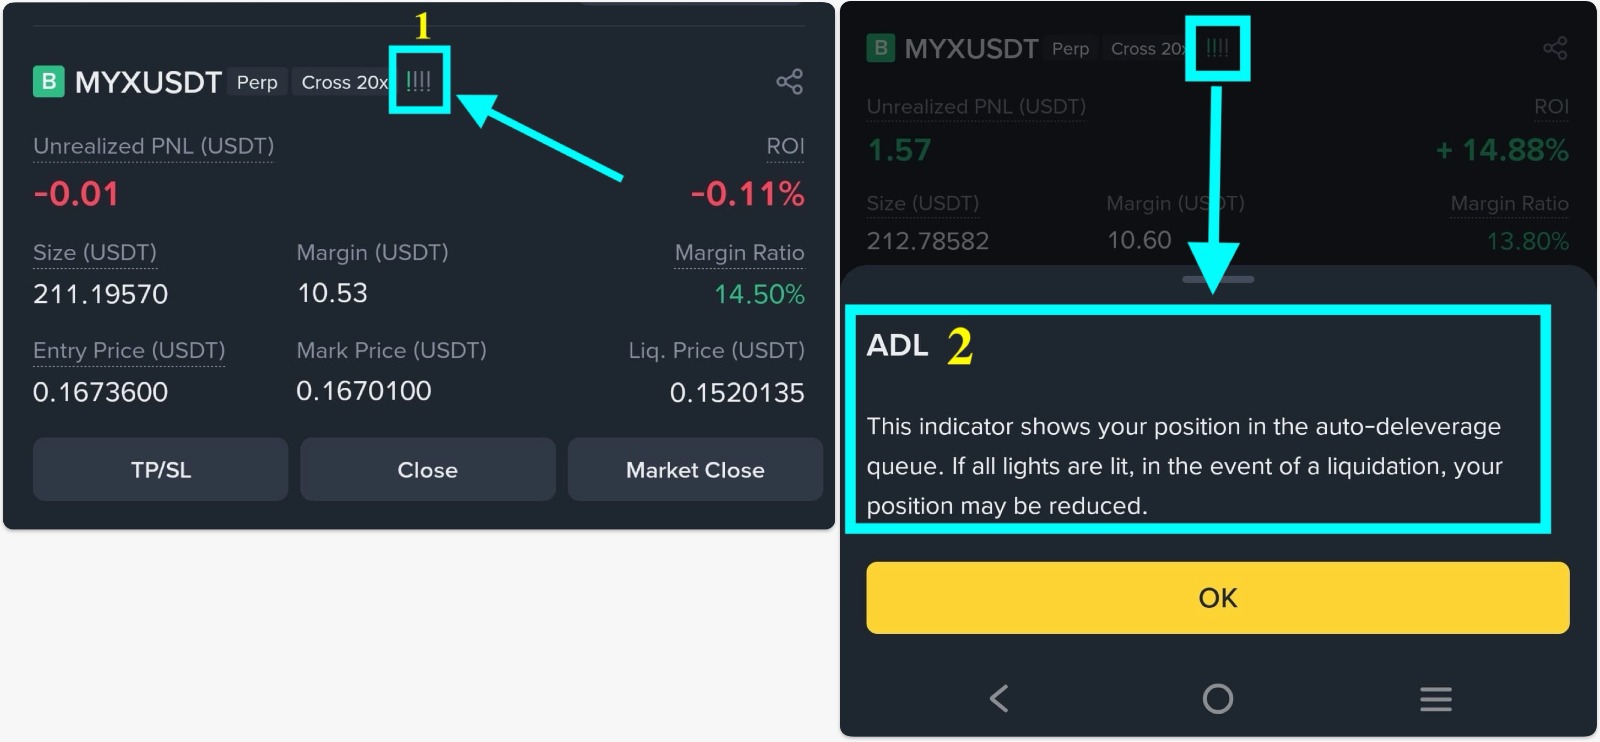 1
B MYXUSDT Perp Cross 20x !!!!
Unrealized PNL (USDT) ROI
-0.01 -0.11%
Size (USDT) Margin (USDT) Margin Ratio
211.19570 10.53 14.50%
Entry Price (USDT) Mark Price (USDT) Liq. Price (USDT)
0.1673600 0.1670100 0.1520135
TP/SL Close Market Close
B MYXUSDT Perp Cross 20x !!!!
Unrealized PNL (USDT) ROI
1.57 + 14.88%
Size (USDT) Margin (USDT) Margin Ratio
212.78582 10.60 13.80%
ADL 2
This indicator shows your position in the auto-deleverage
queue. If all lights are lit, in the event of a liquidation, your
position may be reduced.
OK